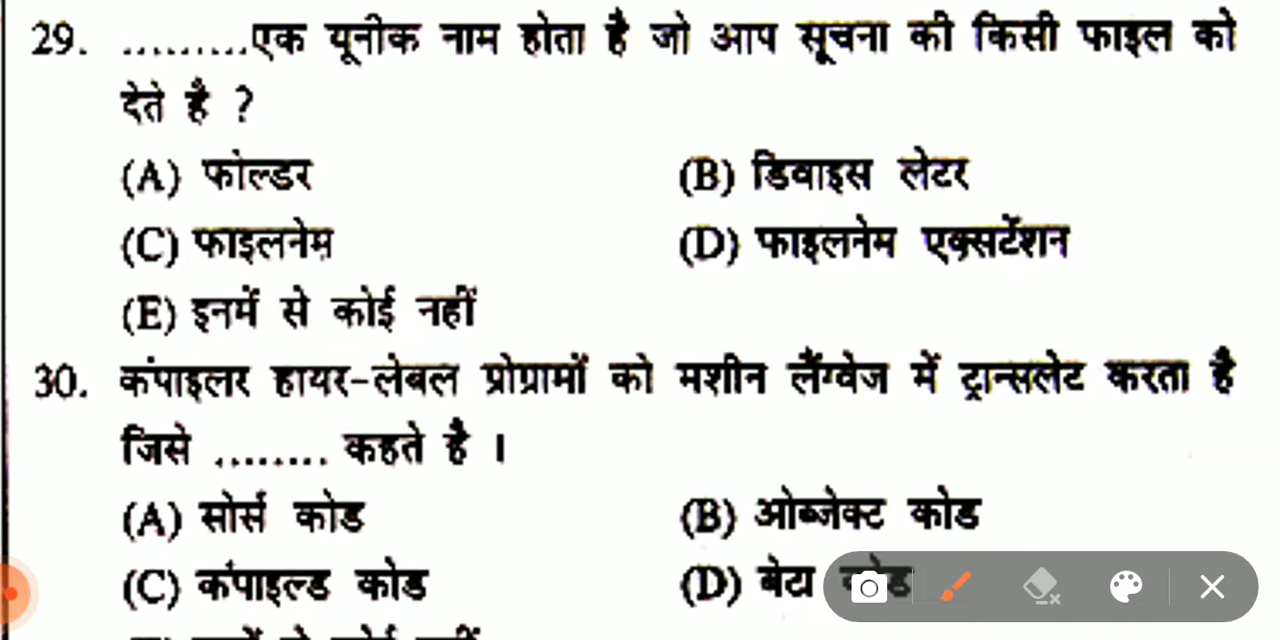 29. .........एक यूनीक नाम होता है जो आप सूचना की किसी फाइल को
देते है ?
(A) फोल्डर (B) डिवाइस लेटर
(C) फाइलनेम (D) फाइलनेम एक्सर्टेशन
(E) इनमें से कोई नहीं
30. कंपाइलर हायर-लेबल प्रोग्रामों को मशीन लैंग्वेज में ट्रान्सलेट करता है
जिसे ........ कहते है ।
(A) सोर्स कोड (B) ओब्जेक्ट कोड
(C) कंपाइल्ड कोड (D) बेटा कोड